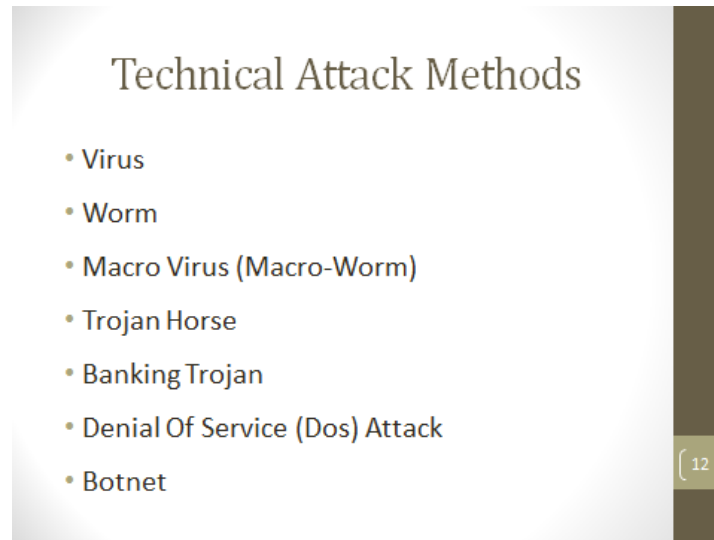 Technical Attack Methods
• Virus
• Worm
• Macro Virus (Macro-Worm)
• Trojan Horse
• Banking Trojan
• Denial Of Service (Dos) Attack
• Botnet
12